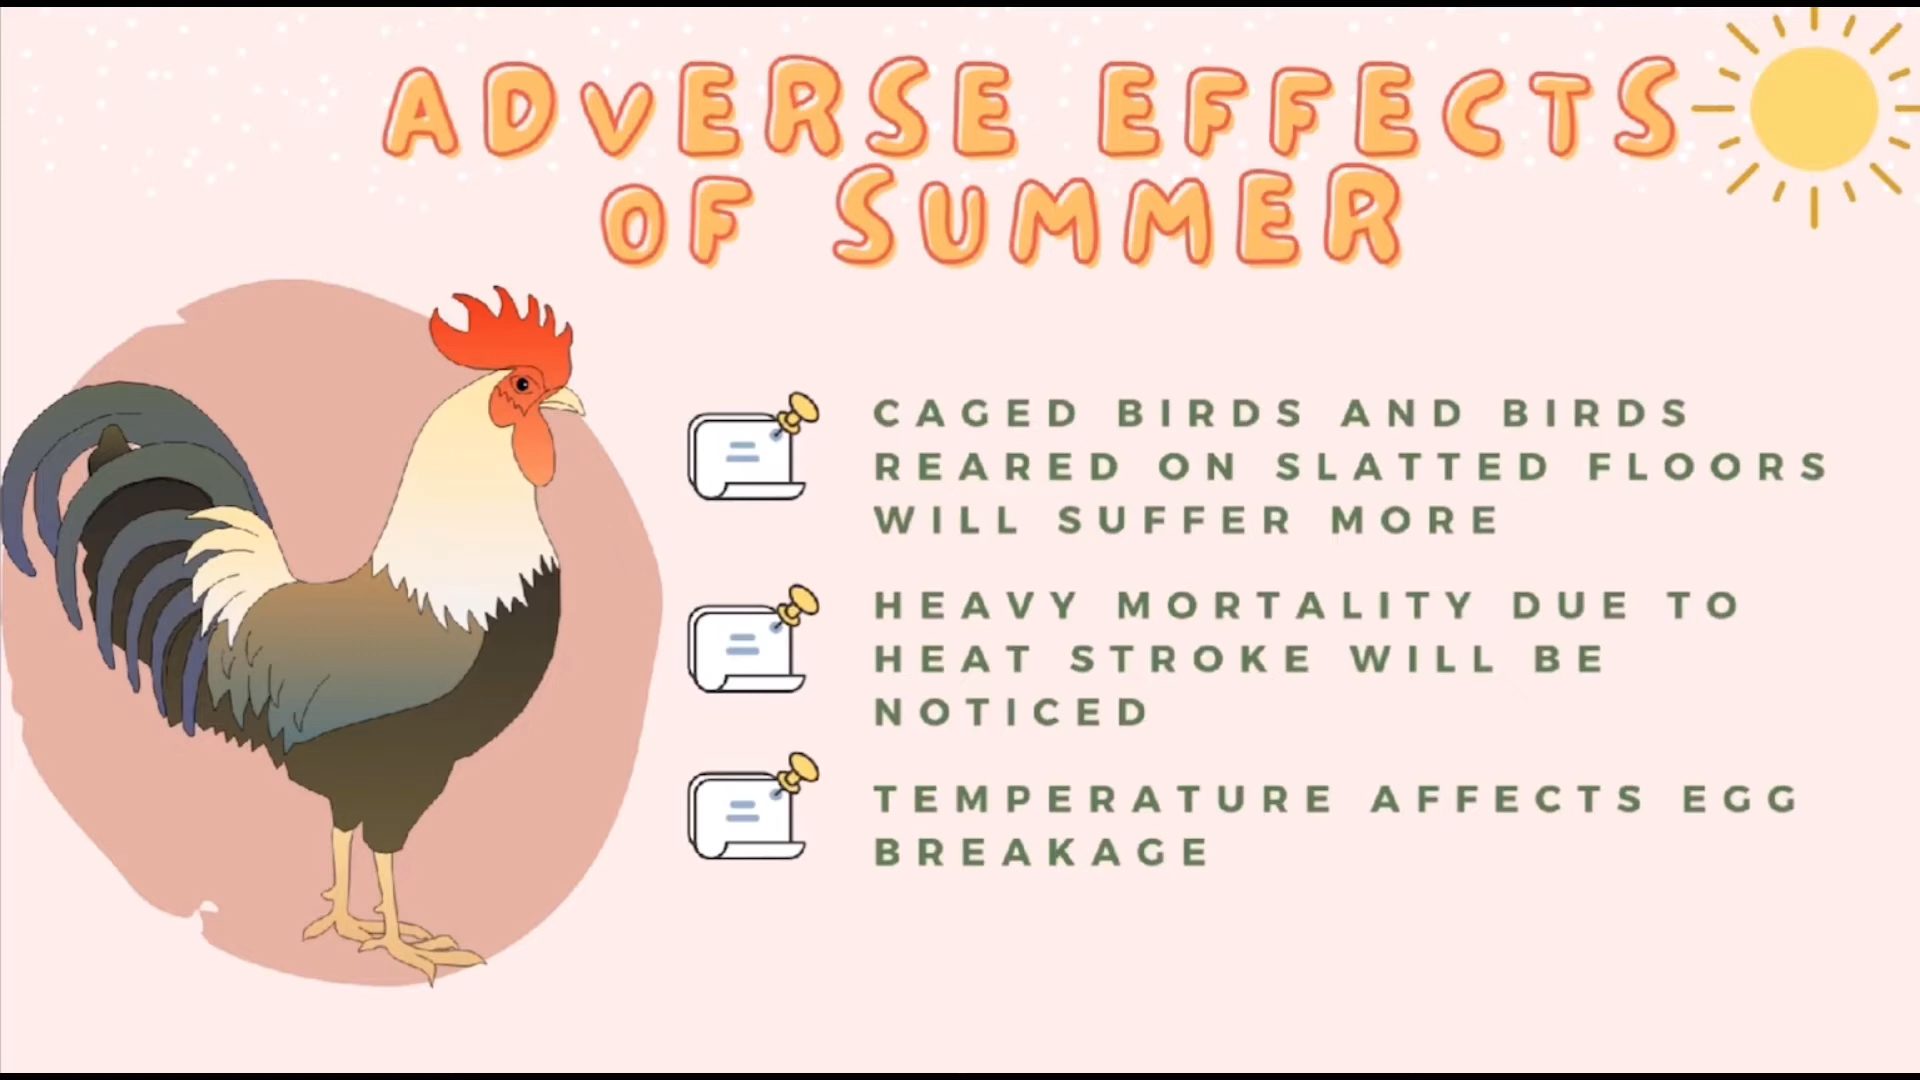 ADVERSE EFFECTS
OF SUMMER
CAGED BIRDS AND BIRDS
REARED ON SLATTED FLOORS
WILL SUFFER MORE
HEAVY MORTALITY DUE TO
HEAT STROKE WILL BE
NOTICED
TEMPERATURE AFFECTS EGG
BREAKAGE